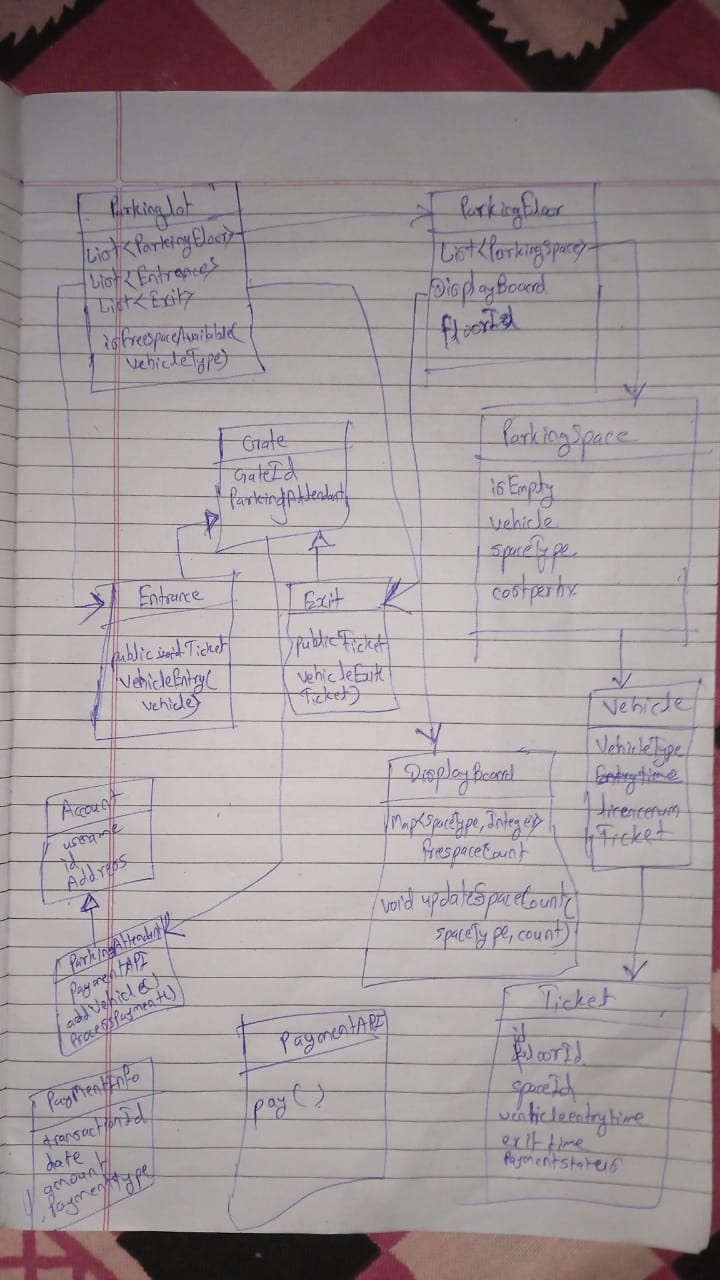 ParkingLot
List<ParkingFloor>
List<Entrances>
List<Exit>
isFreespaceAvailable(
vehicleType)
ParkingFloor
List<ParkingSpace>
DisplayBoard
floorId
Gate
GateId
ParkingAttendant
ParkingSpace
isEmpty
vehicle
spaceType
costperhr
Entrance
public void Ticket
vehicleEntry(
vehicle)
Exit
public Ticket
vehicleExit(
Ticket)
Vehicle
VehicleType
Entrytime
licencenum
Ticket
DisplayBoard
Map<SpaceType, Integer>
frespaceCount
void updateSpaceCount(
spaceType, count)
Account
username
id
Address
ParkingAttendant
PaymentAPI
addVehicle()
ProcessPayment()
PaymentAPI
pay()
Ticket
id
floorId
spaceId
vehicleentrytime
exit time
PaymentInfo
transactionId
date
amount
PaymentType